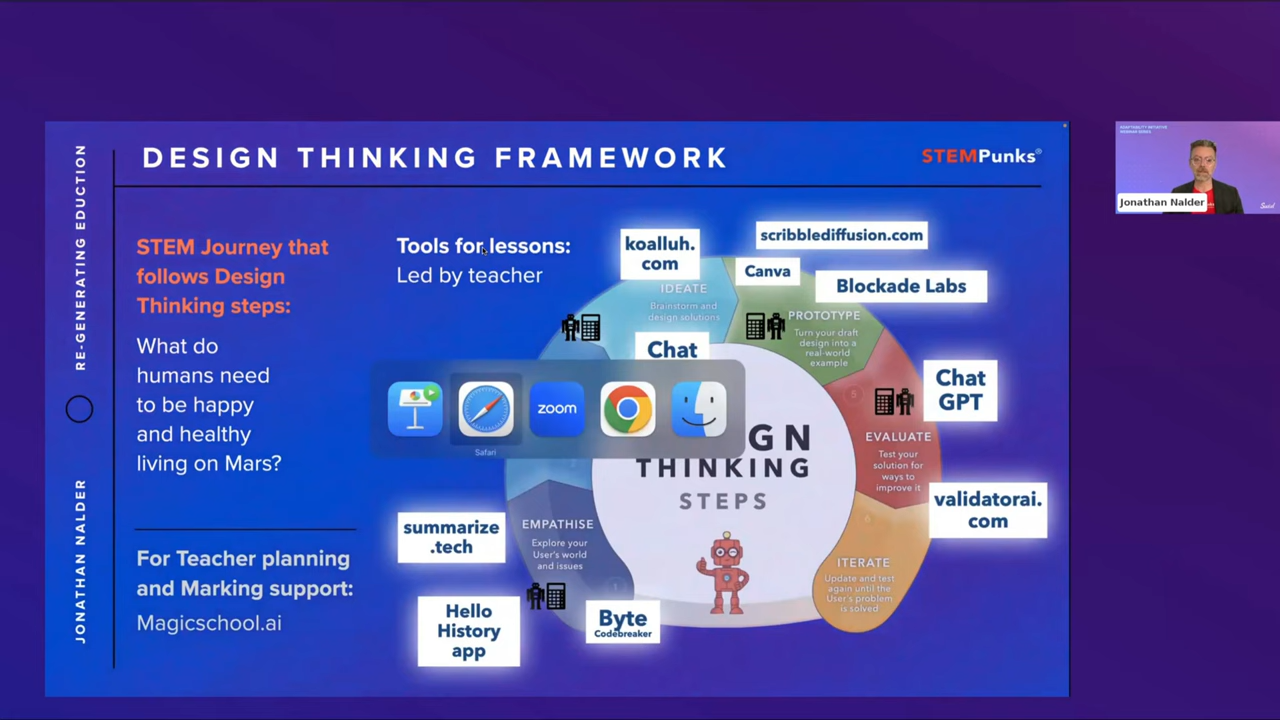 DESIGN THINKING FRAMEWORK
STEMPunks®
RE-GENERATING EDUCTION
JONATHAN NALDER
STEM Journey that
follows Design
Thinking steps:
What do
humans need
to be happy
and healthy
living on Mars?
For Teacher planning
and Marking support:
Magicschool.ai
Tools for lessons:
Led by teacher
koalluh.
com
scribblediffusion.com
Canva
Blockade Labs
IDEATE
Brainstorm and
design solutions
Chat
PROTOTYPE
Turn your draft
design into a
real-world
example
Chat
GPT
5
EVALUATE
Test your
solution for
ways to
improve it
validatorai.
com
ITERATE
Update and test
again until the
User's problem
is solved
zoom
Safari
GN
THINKING
STEPS
EMPATHISE
Explore your
User's world
and issues
summarize
.tech
Hello
History
app
Byte
Codebreaker
ADAPTABILITY INITIATIVE
WEBINAR SERIES
Jonathan Nalder